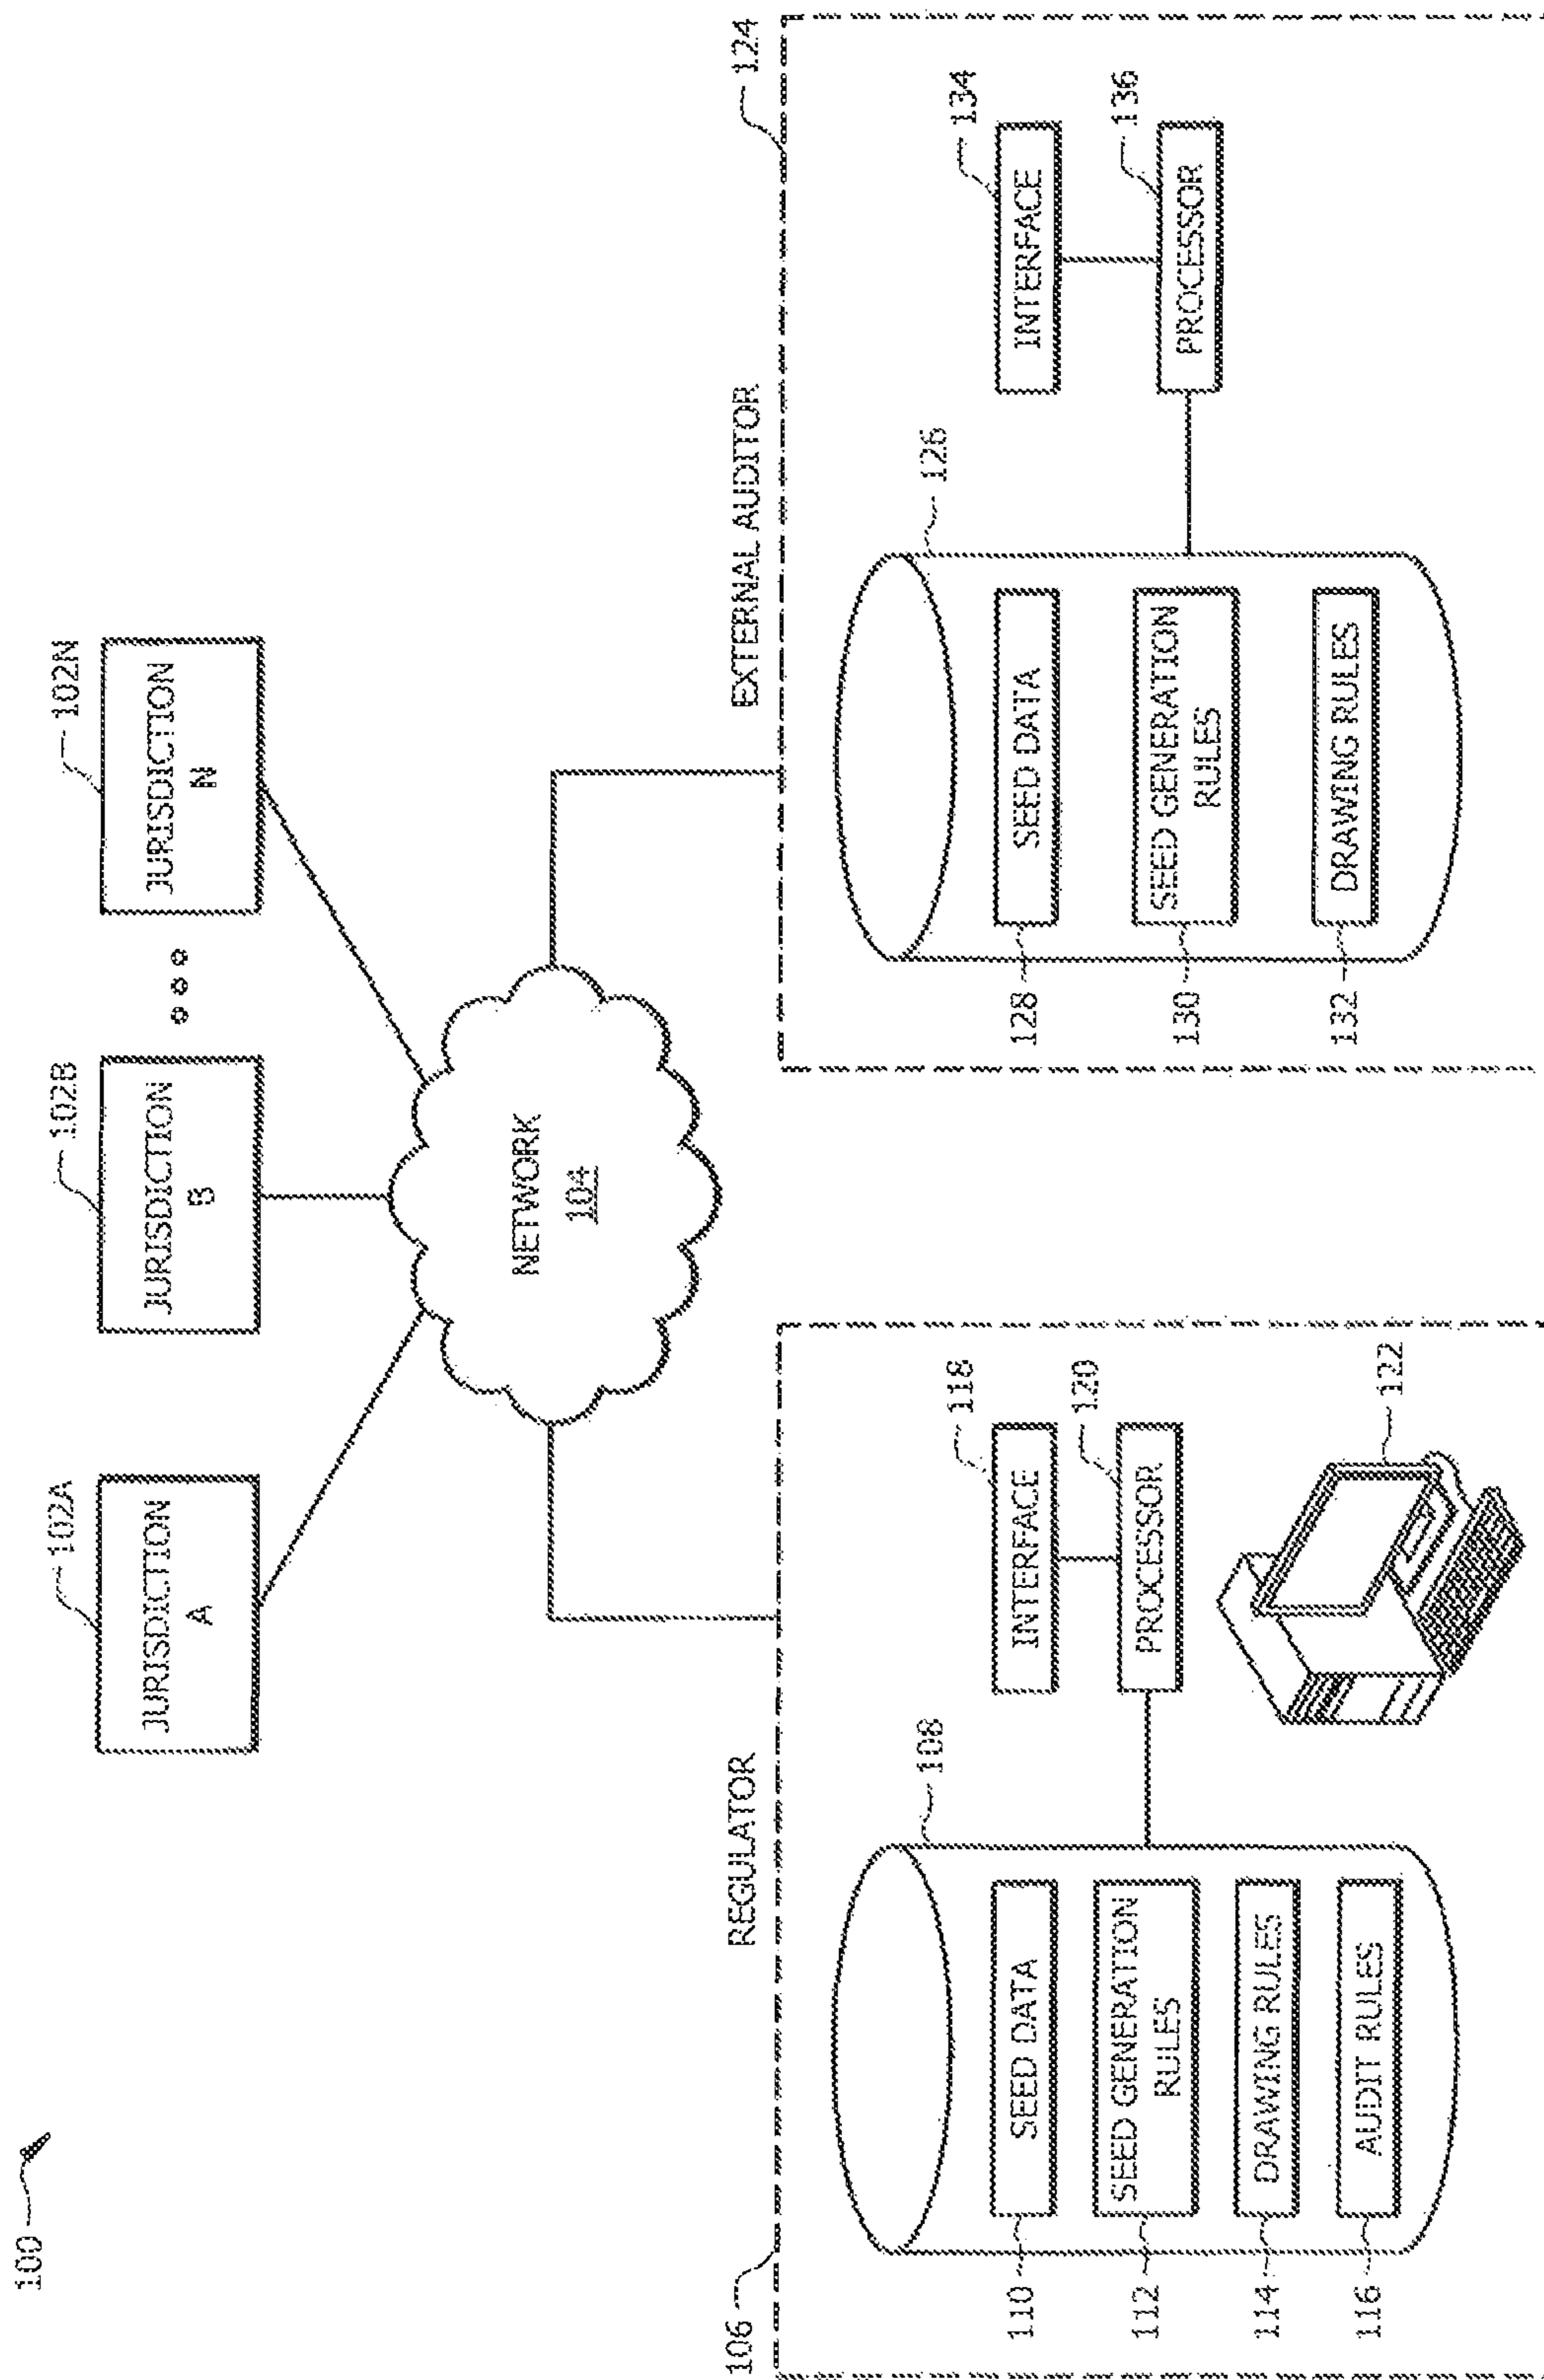 100
102A
102B
102N
JURISDICTION
A
JURISDICTION
B
JURISDICTION
N
NETWORK
104
REGULATOR
EXTERNAL AUDITOR
106
124
108
126
110
SEED DATA
112
SEED GENERATION
RULES
114
DRAWING RULES
116
AUDIT RULES
INTERFACE
118
PROCESSOR
120
122
128
SEED DATA
130
SEED GENERATION
RULES
132
DRAWING RULES
INTERFACE
134
PROCESSOR
136